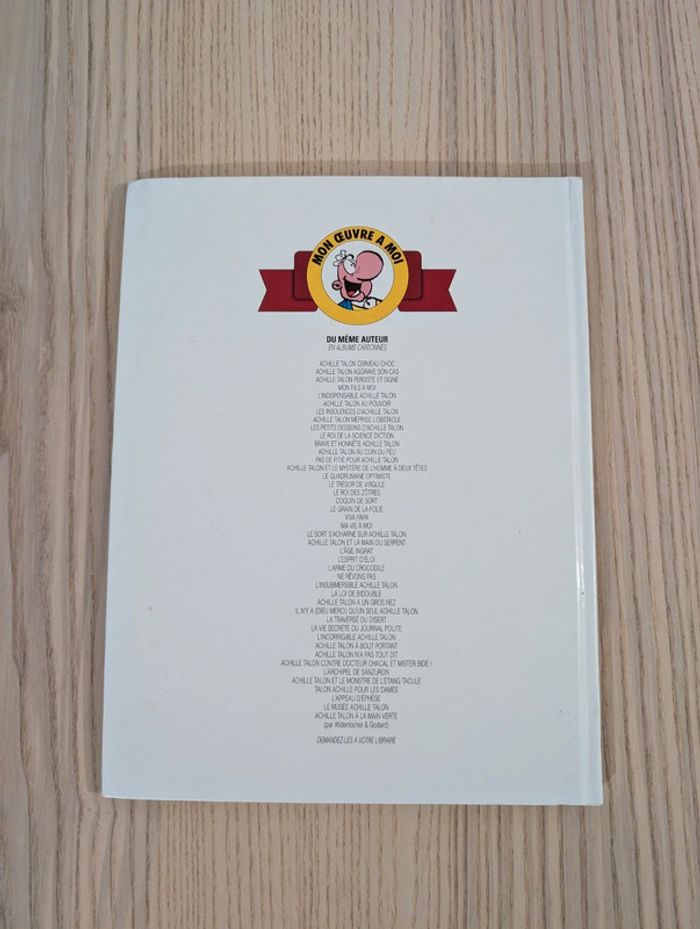 MON ŒUVRE A MOI
DU MÊME AUTEUR
EN ALBUMS CARTONNÉS
ACHILLE TALON CERVEAU CHOC
ACHILLE TALON AGGRAVE SON CAS
ACHILLE TALON PERSISTE ET SIGNE
MON FILS A MOI
L'INDISPENSABLE ACHILLE TALON
ACHILLE TALON AU POUVOIR
LES INSOLENCES D'ACHILLE TALON
ACHILLE TALON MÉPRISE L'OBSTACLE
LES PETITS DESSEINS D'ACHILLE TALON
LE ROI DE LA SCIENCE DICTION
BRAVE ET HONNÊTE ACHILLE TALON
ACHILLE TALON AU COIN DU FEU
PAS DE PITIÉ POUR ACHILLE TALON
ACHILLE TALON ET LE MYSTÈRE DE L'HOMME À DEUX TÊTES
LE QUADRUMANE OPTIMISTE
LE TRÉSOR DE VIRGULE
LE ROI DES ZÔTRES
COQUIN DE SORT
LE GRAIN DE LA FOLIE
VIVA PAPA
MA VIE À MOI
LE SORT S'ACHARNE SUR ACHILLE TALON
ACHILLE TALON ET LA MAIN DU SERPENT
L'ÂGE INGRAT
L'ESPRIT D'ÉLOI
L'ARME DU CROCODILE
NE RÊVONS PAS
L'INSUBMERSIBLE ACHILLE TALON
LA LOI DE BIDOUBLE
ACHILLE TALON A UN GROS NEZ
IL N'Y A (DIEU MERCI) QU'UN SEUL ACHILLE TALON
LA TRAVERSÉ DU DISERT
LA VIE SECRÈTE DU JOURNAL POLITE
L'INCORRIGIBLE ACHILLE TALON
ACHILLE TALON À BOUT PORTANT
ACHILLE TALON N'A PAS TOUT DIT
ACHILLE TALON CONTRE DOCTEUR CHACAL ET MISTER BIDE !
L'ARCHIPEL DE SANZURON
ACHILLE TALON ET LE MONSTRE DE L'ÉTANG TACULE
TALON ACHILLE POUR LES DAMES
L'APPEAU D'ÉPHÈSE
LE MUSÉE ACHILLE TALON
ACHILLE TALON À LA MAIN VERTE
(par Widenlocher & Godard)
DEMANDEZ-LES À VOTRE LIBRAIRE